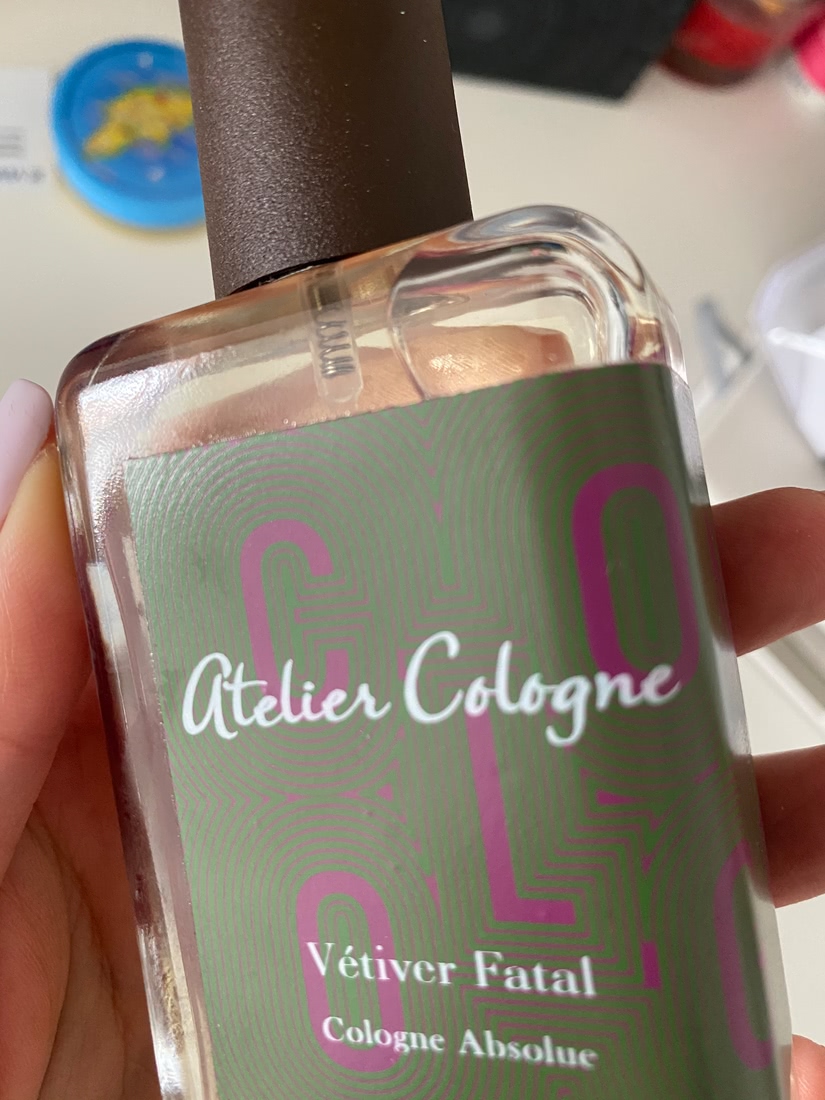 C O
Atelier Cologne
L
O
Vétiver Fatal
Cologne Absolue